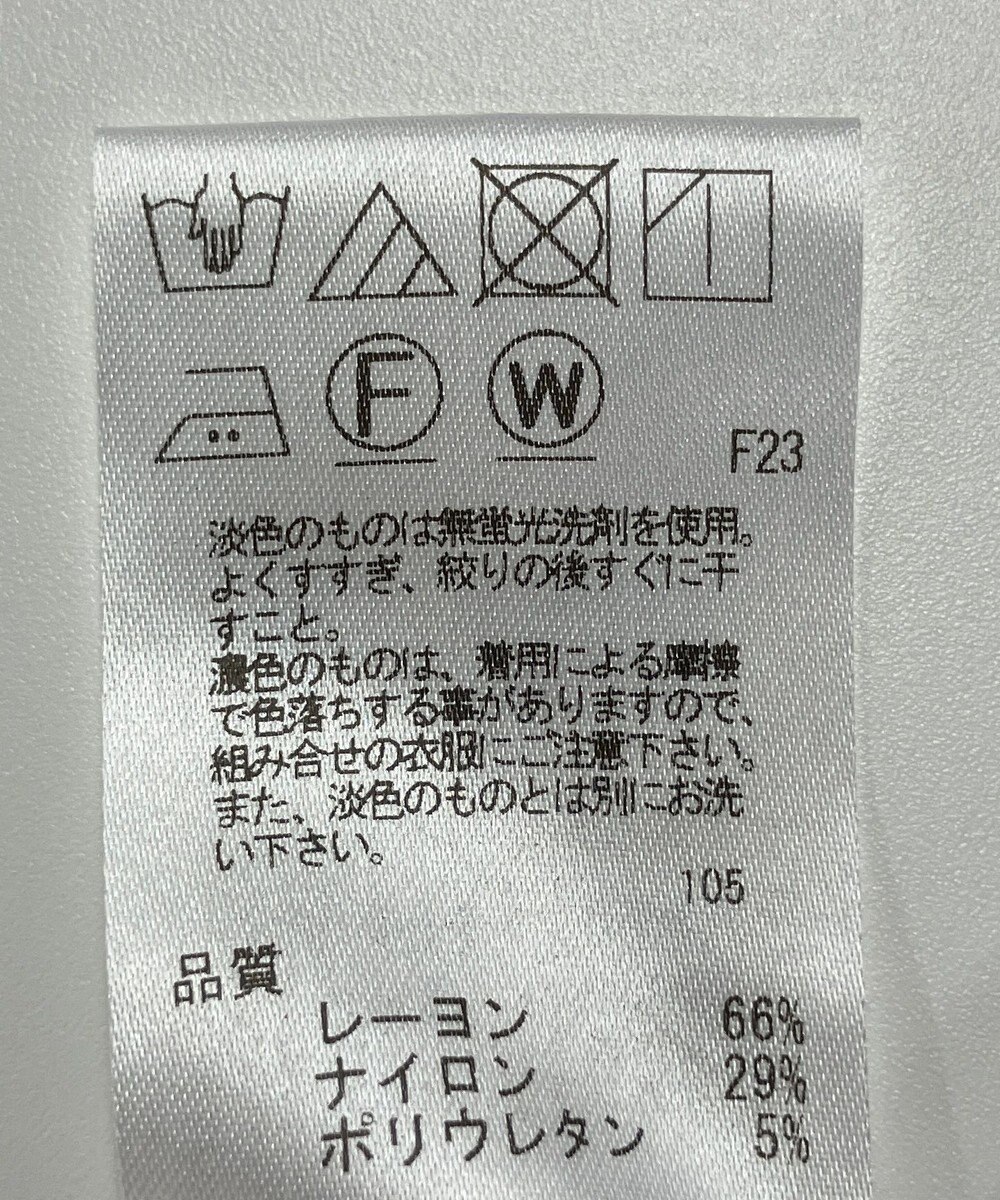 F
W
F23
淡色のものは無蛍光洗剤を使用。
よくすすぎ、絞りの後すぐに干
すこと。
濃色のものは、着用による摩擦
で色落ちする事がありますので、
組み合せの衣服にご注意下さい。
また、淡色のものとは別にお洗
い下さい。
105
品質
レーヨン 66%
ナイロン 29%
ポリウレタン 5%